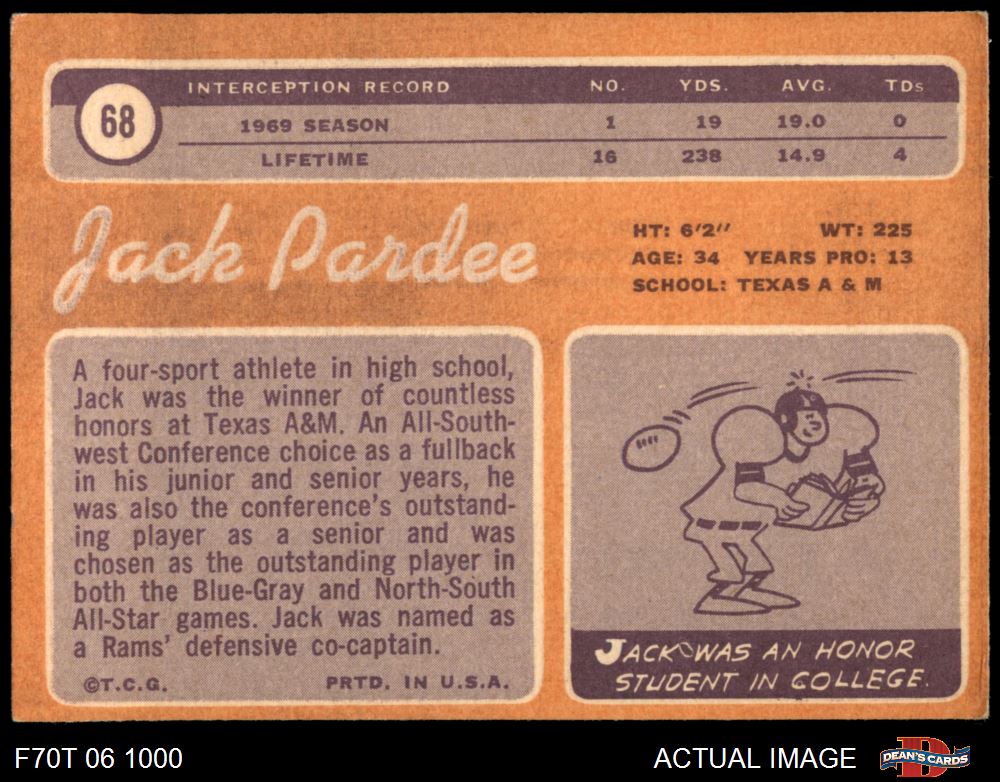 68
INTERCEPTION RECORD NO. YDS. AVG. TDs
1969 SEASON 1 19 19.0 0
LIFETIME 16 238 14.9 4
Jack Pardee
HT: 6'2" WT: 225
AGE: 34 YEARS PRO: 13
SCHOOL: TEXAS A & M
A four-sport athlete in high school,
Jack was the winner of countless
honors at Texas A&M. An All-South-
west Conference choice as a fullback
in his junior and senior years, he
was also the conference's outstand-
ing player as a senior and was
chosen as the outstanding player in
both the Blue-Gray and North-South
All-Star games. Jack was named as
a Rams' defensive co-captain.
©T.C.G. PRTD. IN U.S.A.
JACK WAS AN HONOR
STUDENT IN COLLEGE.
F70T 06 1000
ACTUAL IMAGE
DEAN'S CARDS